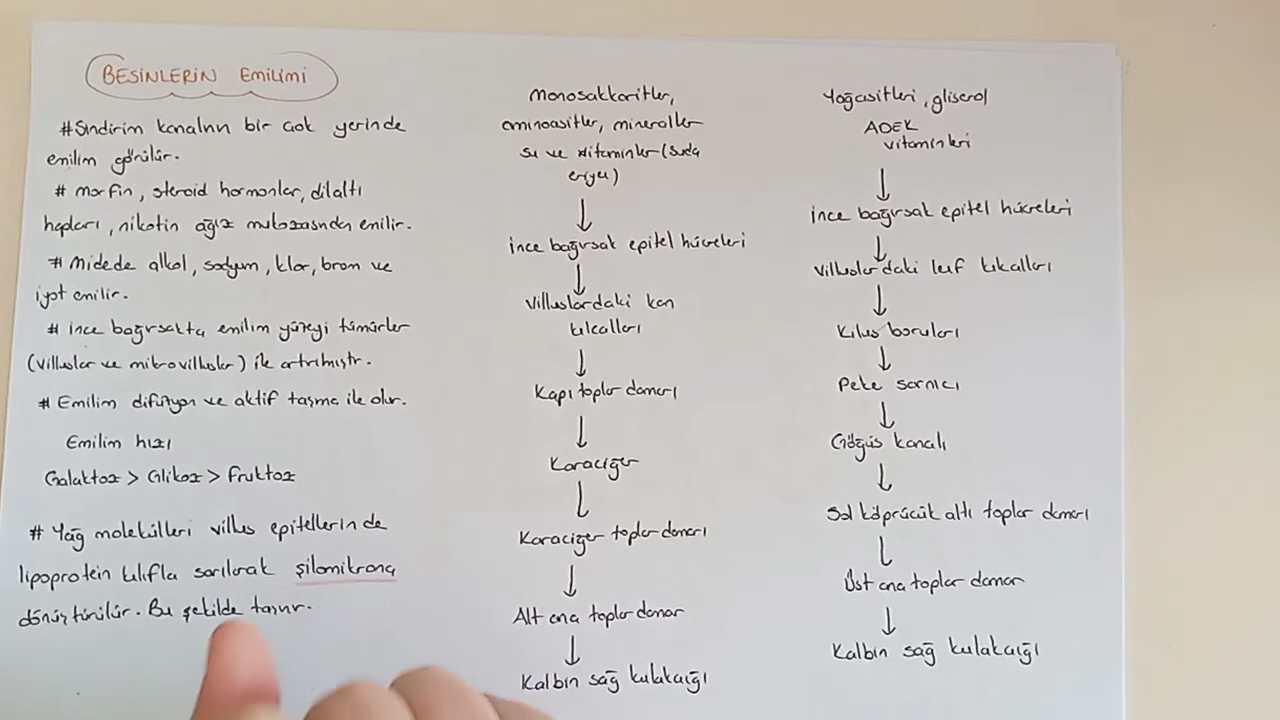 BESİNLERİN EMİLİMİ
#Sindirim kanalının bir çok yerinde
emilim görülür.
# Morfin, steroid hormonlar, dilaltı
hapları, nikotin ağız mukozasından emilir.
# Midede alkol, sodyum, klor, brom ve
iyot emilir.
# İnce bağırsakta emilim yüzeyi tümürler
(villuslar ve mikrovilluslar) ile artırılmıştır.
# Emilim difüzyon ve aktif taşıma ile olur.
Emilim hızı
Galaktoz > Glikoz > Fruktoz
# Yağ molekülleri villus epitellerinde
lipoprotein kılıfla sarılarak şilomikrona
dönüştürülür. Bu şekilde taşınır.
Monosakkaritler,
aminoasitler, mineraller
su ve vitaminler (suda
eriyen)
↓
İnce bağırsak epitel hücreleri
↓
Villuslardaki kan
kılcalları
↓
Kapı toplar damarı
↓
Karaciğer
↓
Karaciğer toplar damarı
↓
Alt ana toplar damar
↓
Kalbin sağ kulakçığı
Yağ asitleri, gliserol
ADEK
vitaminleri
↓
İnce bağırsak epitel hücreleri
↓
Villuslardaki lenf kılcalları
↓
Kilus boruları
↓
Peke sarnıcı
↓
Göğüs kanalı
↓
Sol köprücük altı toplar damarı
↓
Üst ana toplar damar
↓
Kalbin sağ kulakçığı